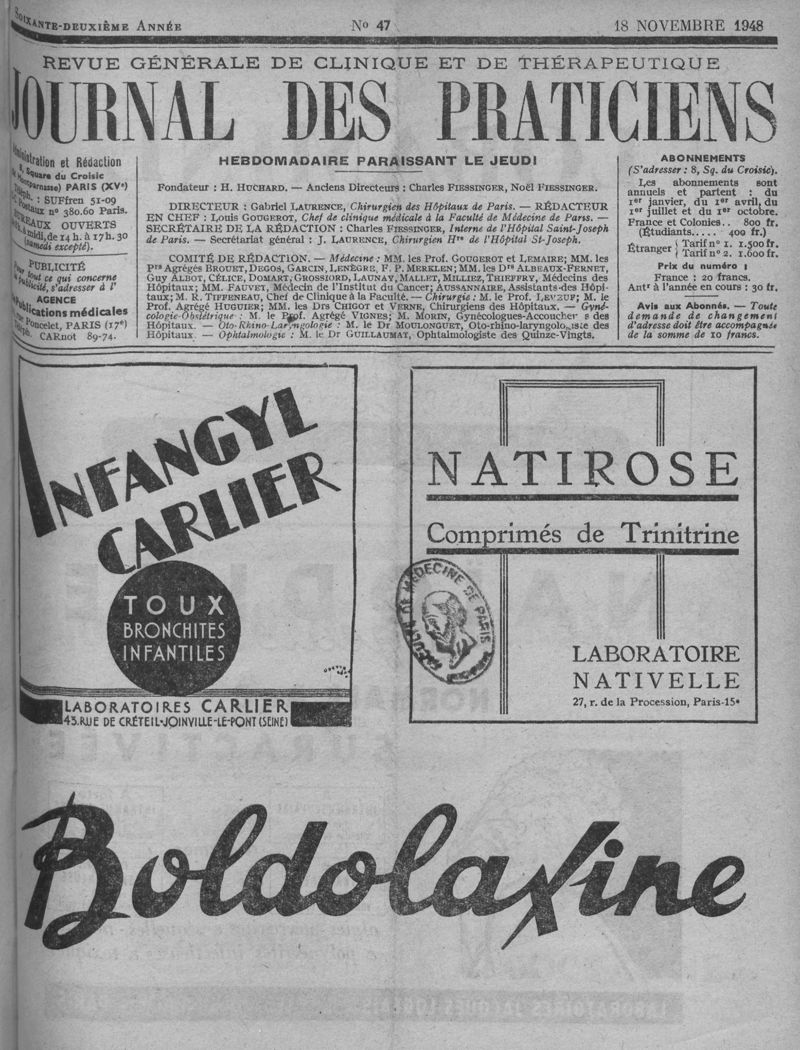 SOIXANTE-DEUXIÈME ANNÉE
No 47
18 NOVEMBRE 1948
REVUE GÉNÉRALE DE CLINIQUE ET DE THÉRAPEUTIQUE
JOURNAL DES PRATICIENS
Administration et Rédaction
8, Square du Croisic
(Montparnasse) PARIS (XVe)
Téléph. : SUFfren 51-09
postaux no 380.60 Paris.
BUREAUX OUVERTS
midi, de 14 h. à 17 h. 30
(samedi excepté).
PUBLICITÉ
Pour tout ce qui concerne
la Publicité, s'adresser à l'
AGENCE
Publications médicales
Poncelet, PARIS (17e)
Téléph. CARnot 89-74.
HEBDOMADAIRE PARAISSANT LE JEUDI
Fondateur : H. HUCHARD. — Anciens Directeurs : Charles FIESSINGER, Noël FIESSINGER.
DIRECTEUR : Gabriel LAURENCE, Chirurgien des Hôpitaux de Paris. — RÉDACTEUR
EN CHEF : Louis GOUGEROT, Chef de clinique médicale à la Faculté de Médecine de Paris. —
SECRÉTAIRE DE LA RÉDACTION : Charles FIESSINGER, Interne de l'Hôpital Saint-Joseph
de Paris. — Secrétariat général : J. LAURENCE, Chirurgien Hre de l'Hôpital St-Joseph.
COMITÉ DE RÉDACTION. — Médecine : MM. les Prof. GOUGEROT et LEMAIRE; MM. les
Prs Agrégés BROUET, DEGOS, GARCIN, LENÈGRE, F. P. MERKLEN; MM. les Drs ALBEAUX-FERNET,
Guy ALBOT, CÉLICE, DOMART, GROSSIORD, LAUNAY, MALLET, MILLIEZ, THIEFFRY, Médecins des
Hôpitaux; MM. FAUVET, Médecin de l'Institut du Cancer; AUSSANNAIRE, Assistants des Hôpi-
taux; M. R. TIFFENEAU, Chef de Clinique à la Faculté. — Chirurgie : M. le Prof. LEVEUF; M. le
Prof. Agrégé HUGUIER; MM. les Drs CHIGOT et VERNE, Chirurgiens des Hôpitaux. — Gyné-
cologie-Obstétrique : M. le Prof. Agrégé VIGNES; M. MORIN, Gynécologues-Accoucheurs des
Hôpitaux. — Oto-Rhino-Laryngologie : M. le Dr MOULONGUET, Oto-rhino-laryngologiste des
Hôpitaux. — Ophtalmologie : M. le Dr GUILLAUMAT, Ophtalmologiste des Quinze-Vingts.
ABONNEMENTS
(S'adresser : 8, Sq. du Croisic).
Les abonnements sont
annuels et partent : du
1er janvier, du 1er avril, du
1er juillet et du 1er octobre.
France et Colonies.. 800 fr.
(Étudiants..... 400 fr.)
Étranger { Tarif no 1. 1.500 fr.
{ Tarif no 2. 1.600 fr.
Prix du numéro :
France : 20 francs.
Antr à l'année en cours : 30 fr.
Avis aux Abonnés. — Toute
demande de changement
d'adresse doit être accompagnée
de la somme de 10 francs.
INFANGYL
CARLIER
TOUX
BRONCHITES
INFANTILES
LABORATOIRES CARLIER
43, RUE DE CRÉTEIL-JOINVILLE-LE-PONT (SEINE)
NATIROSE
Comprimés de Trinitrine
FACULTÉ DE MÉDECINE DE PARIS
LABORATOIRE
NATIVELLE
27, r. de la Procession, Paris-15e
Boldolaxine